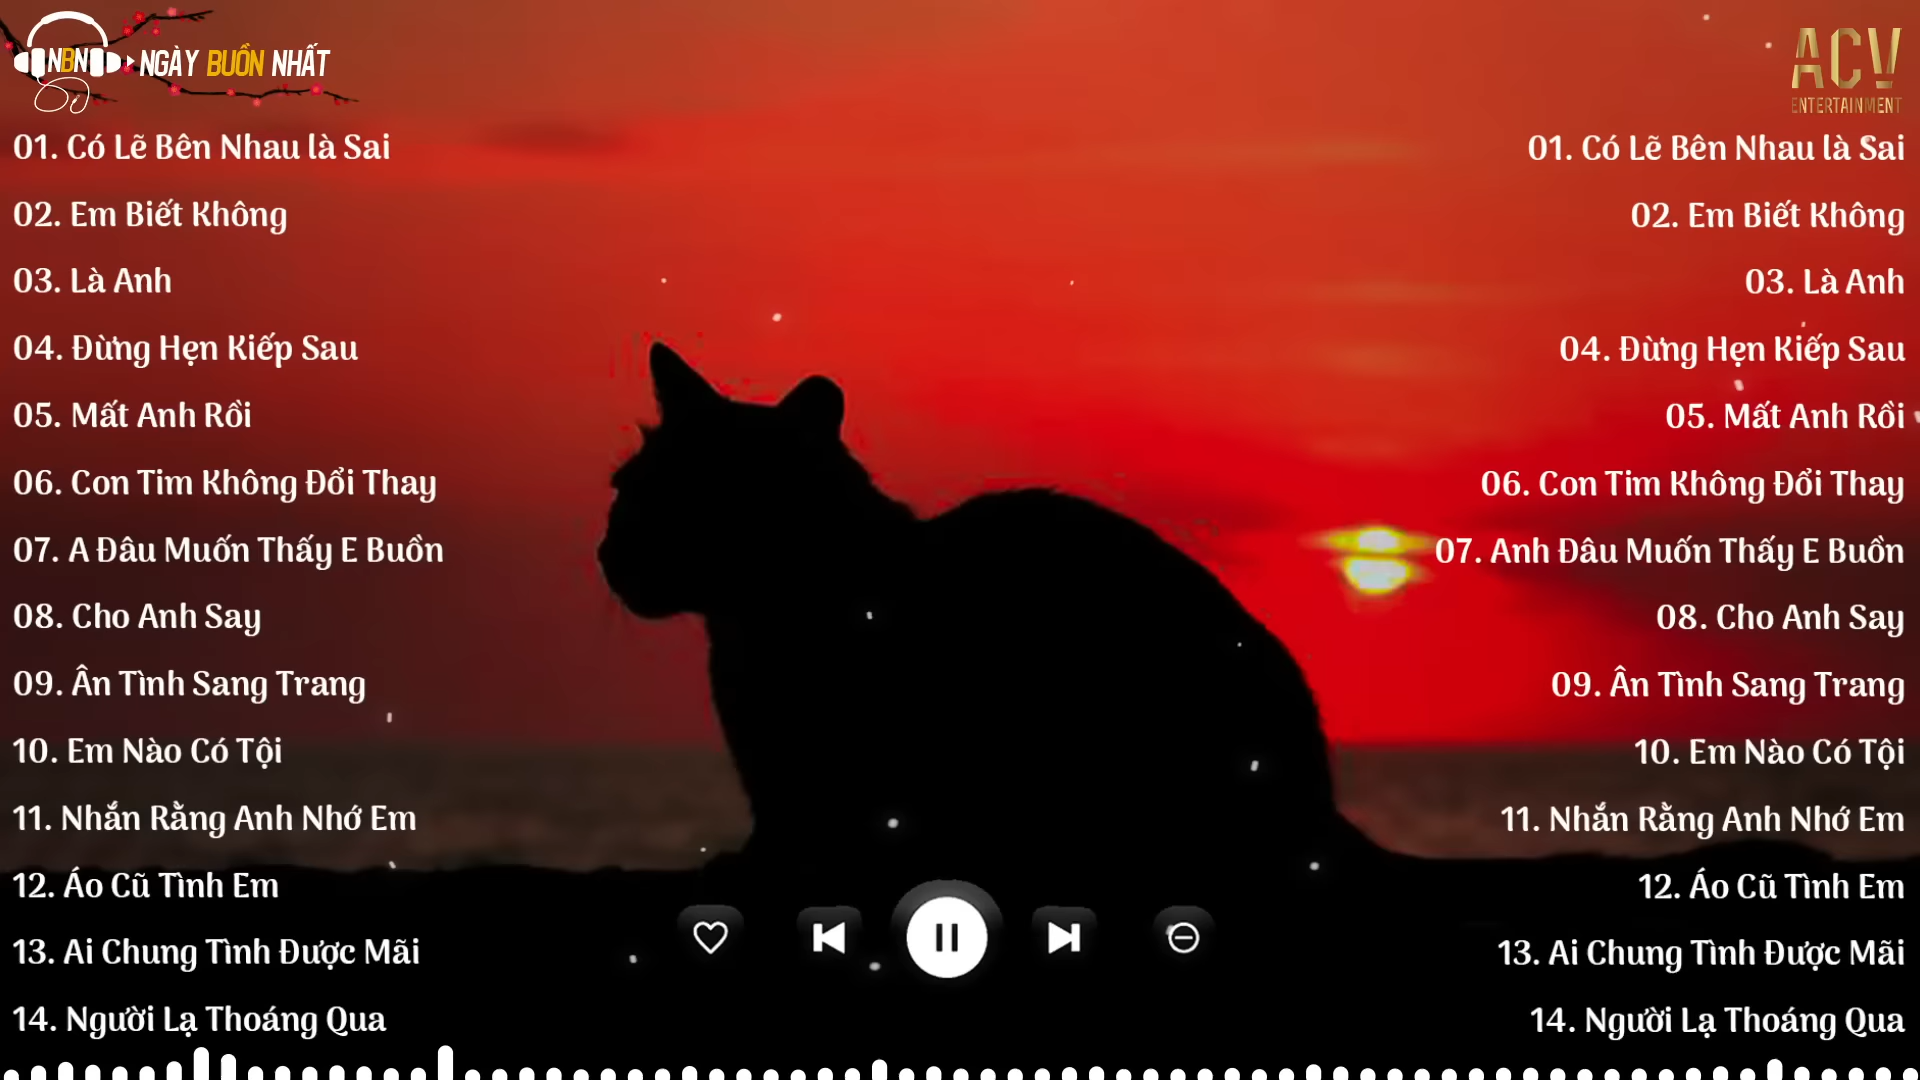 NBN
NGÀY BUỒN NHẤT
ACV
ENTERTAINMENT
01. Có Lẽ Bên Nhau là Sai
02. Em Biết Không
03. Là Anh
04. Đừng Hẹn Kiếp Sau
05. Mất Anh Rồi
06. Con Tim Không Đổi Thay
07. A Đâu Muốn Thấy E Buồn
08. Cho Anh Say
09. Ân Tình Sang Trang
10. Em Nào Có Tội
11. Nhắn Rằng Anh Nhớ Em
12. Áo Cũ Tình Em
13. Ai Chung Tình Được Mãi
14. Người Lạ Thoáng Qua
01. Có Lẽ Bên Nhau là Sai
02. Em Biết Không
03. Là Anh
04. Đừng Hẹn Kiếp Sau
05. Mất Anh Rồi
06. Con Tim Không Đổi Thay
07. Anh Đâu Muốn Thấy E Buồn
08. Cho Anh Say
09. Ân Tình Sang Trang
10. Em Nào Có Tội
11. Nhắn Rằng Anh Nhớ Em
12. Áo Cũ Tình Em
13. Ai Chung Tình Được Mãi
14. Người Lạ Thoáng Qua